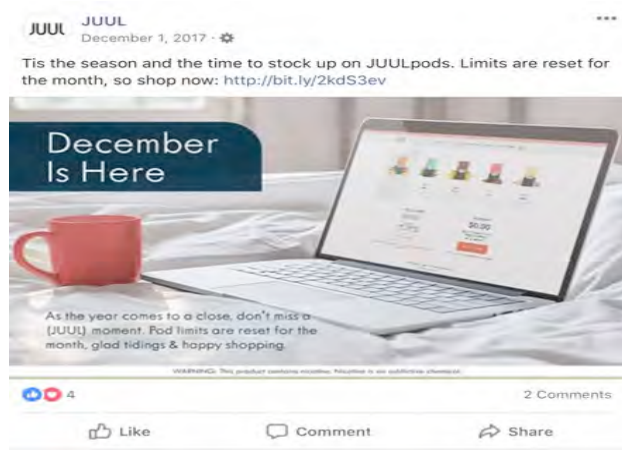 JUUL
JUUL
December 1, 2017 ·
Tis the season and the time to stock up on JUULpods. Limits are reset for
the month, so shop now: http://bit.ly/2kdS3ev
December
Is Here
$0.00
As the year comes to a close, don't miss a
(JUUL) moment. Pod limits are reset for the
month, glad tidings & happy shopping.
WARNING: This product contains nicotine. Nicotine is an addictive chemical.
4
2 Comments
Like
Comment
Share